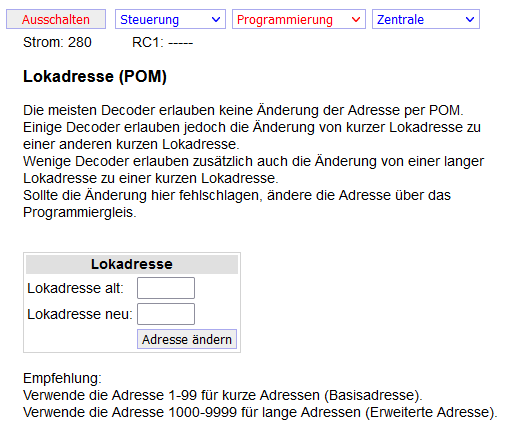 Ausschalten Steuerung Programmierung Zentrale
Strom: 280 RC1: -----
Lokadresse (POM)
Die meisten Decoder erlauben keine Änderung der Adresse per POM.
Einige Decoder erlauben jedoch die Änderung von kurzer Lokadresse zu
einer anderen kurzen Lokadresse.
Wenige Decoder erlauben zusätzlich auch die Änderung von einer langer
Lokadresse zu einer kurzen Lokadresse.
Sollte die Änderung hier fehlschlagen, ändere die Adresse über das
Programmiergleis.
Lokadresse
Lokadresse alt:
Lokadresse neu:
Adresse ändern
Empfehlung:
Verwende die Adresse 1-99 für kurze Adressen (Basisadresse).
Verwende die Adresse 1000-9999 für lange Adressen (Erweiterte Adresse).